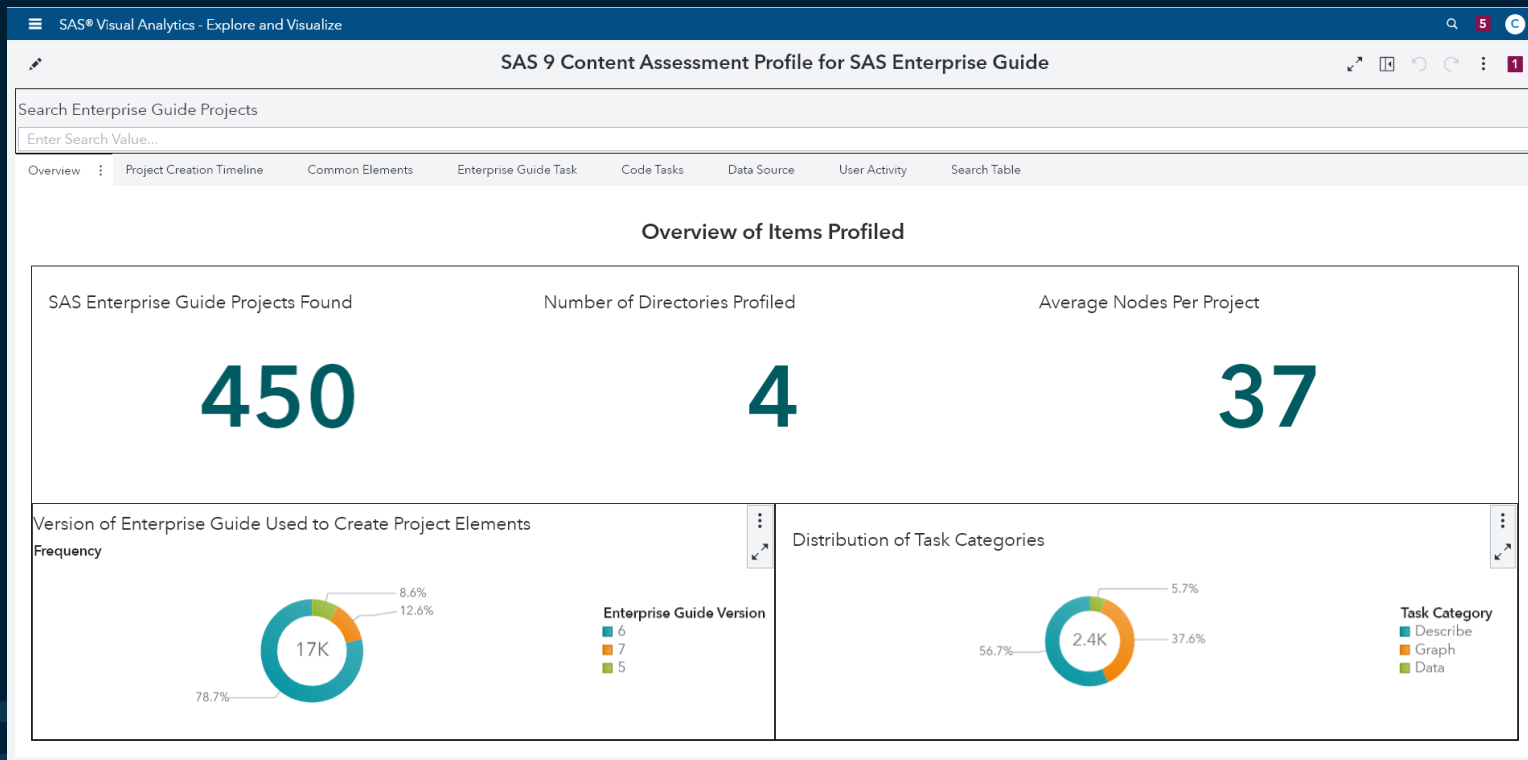 SAS® Visual Analytics - Explore and Visualize
5
C
SAS 9 Content Assessment Profile for SAS Enterprise Guide
1
Search Enterprise Guide Projects
Enter Search Value...
Overview
Project Creation Timeline
Common Elements
Enterprise Guide Task
Code Tasks
Data Source
User Activity
Search Table
Overview of Items Profiled
SAS Enterprise Guide Projects Found
Number of Directories Profiled
Average Nodes Per Project
450
4
37
Version of Enterprise Guide Used to Create Project Elements
Frequency
8.6%
12.6%
17K
78.7%
Enterprise Guide Version
6
7
5
Distribution of Task Categories
5.7%
37.6%
2.4K
56.7%
Task Category
Describe
Graph
Data